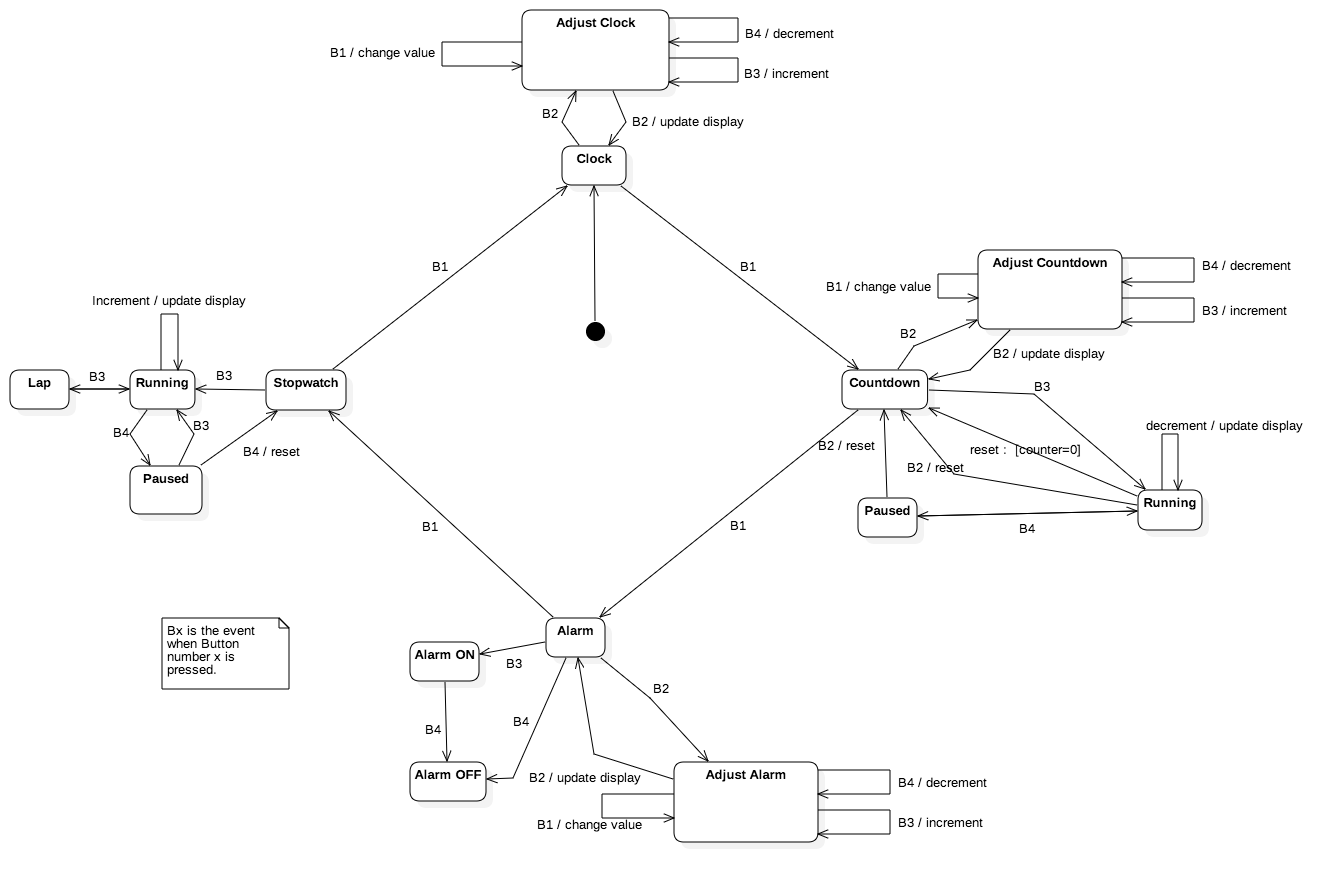 Adjust Clock
B4 / decrement
B1 / change value
B3 / increment
B2
B2 / update display
Clock
B1
B1
Adjust Countdown
B4 / decrement
B1 / change value
B3 / increment
B2
B2 / update display
Increment / update display
Lap
B3
Running
B3
Stopwatch
Countdown
B3
B4
B3
B4 / reset
decrement / update display
B2 / reset
reset : [counter=0]
B2 / reset
Paused
Paused
Running
B4
B1
B1
Bx is the event
when Button
number x is
pressed.
Alarm
Alarm ON
B3
B2
B4
B4
Alarm OFF
B2 / update display
Adjust Alarm
B4 / decrement
B1 / change value
B3 / increment